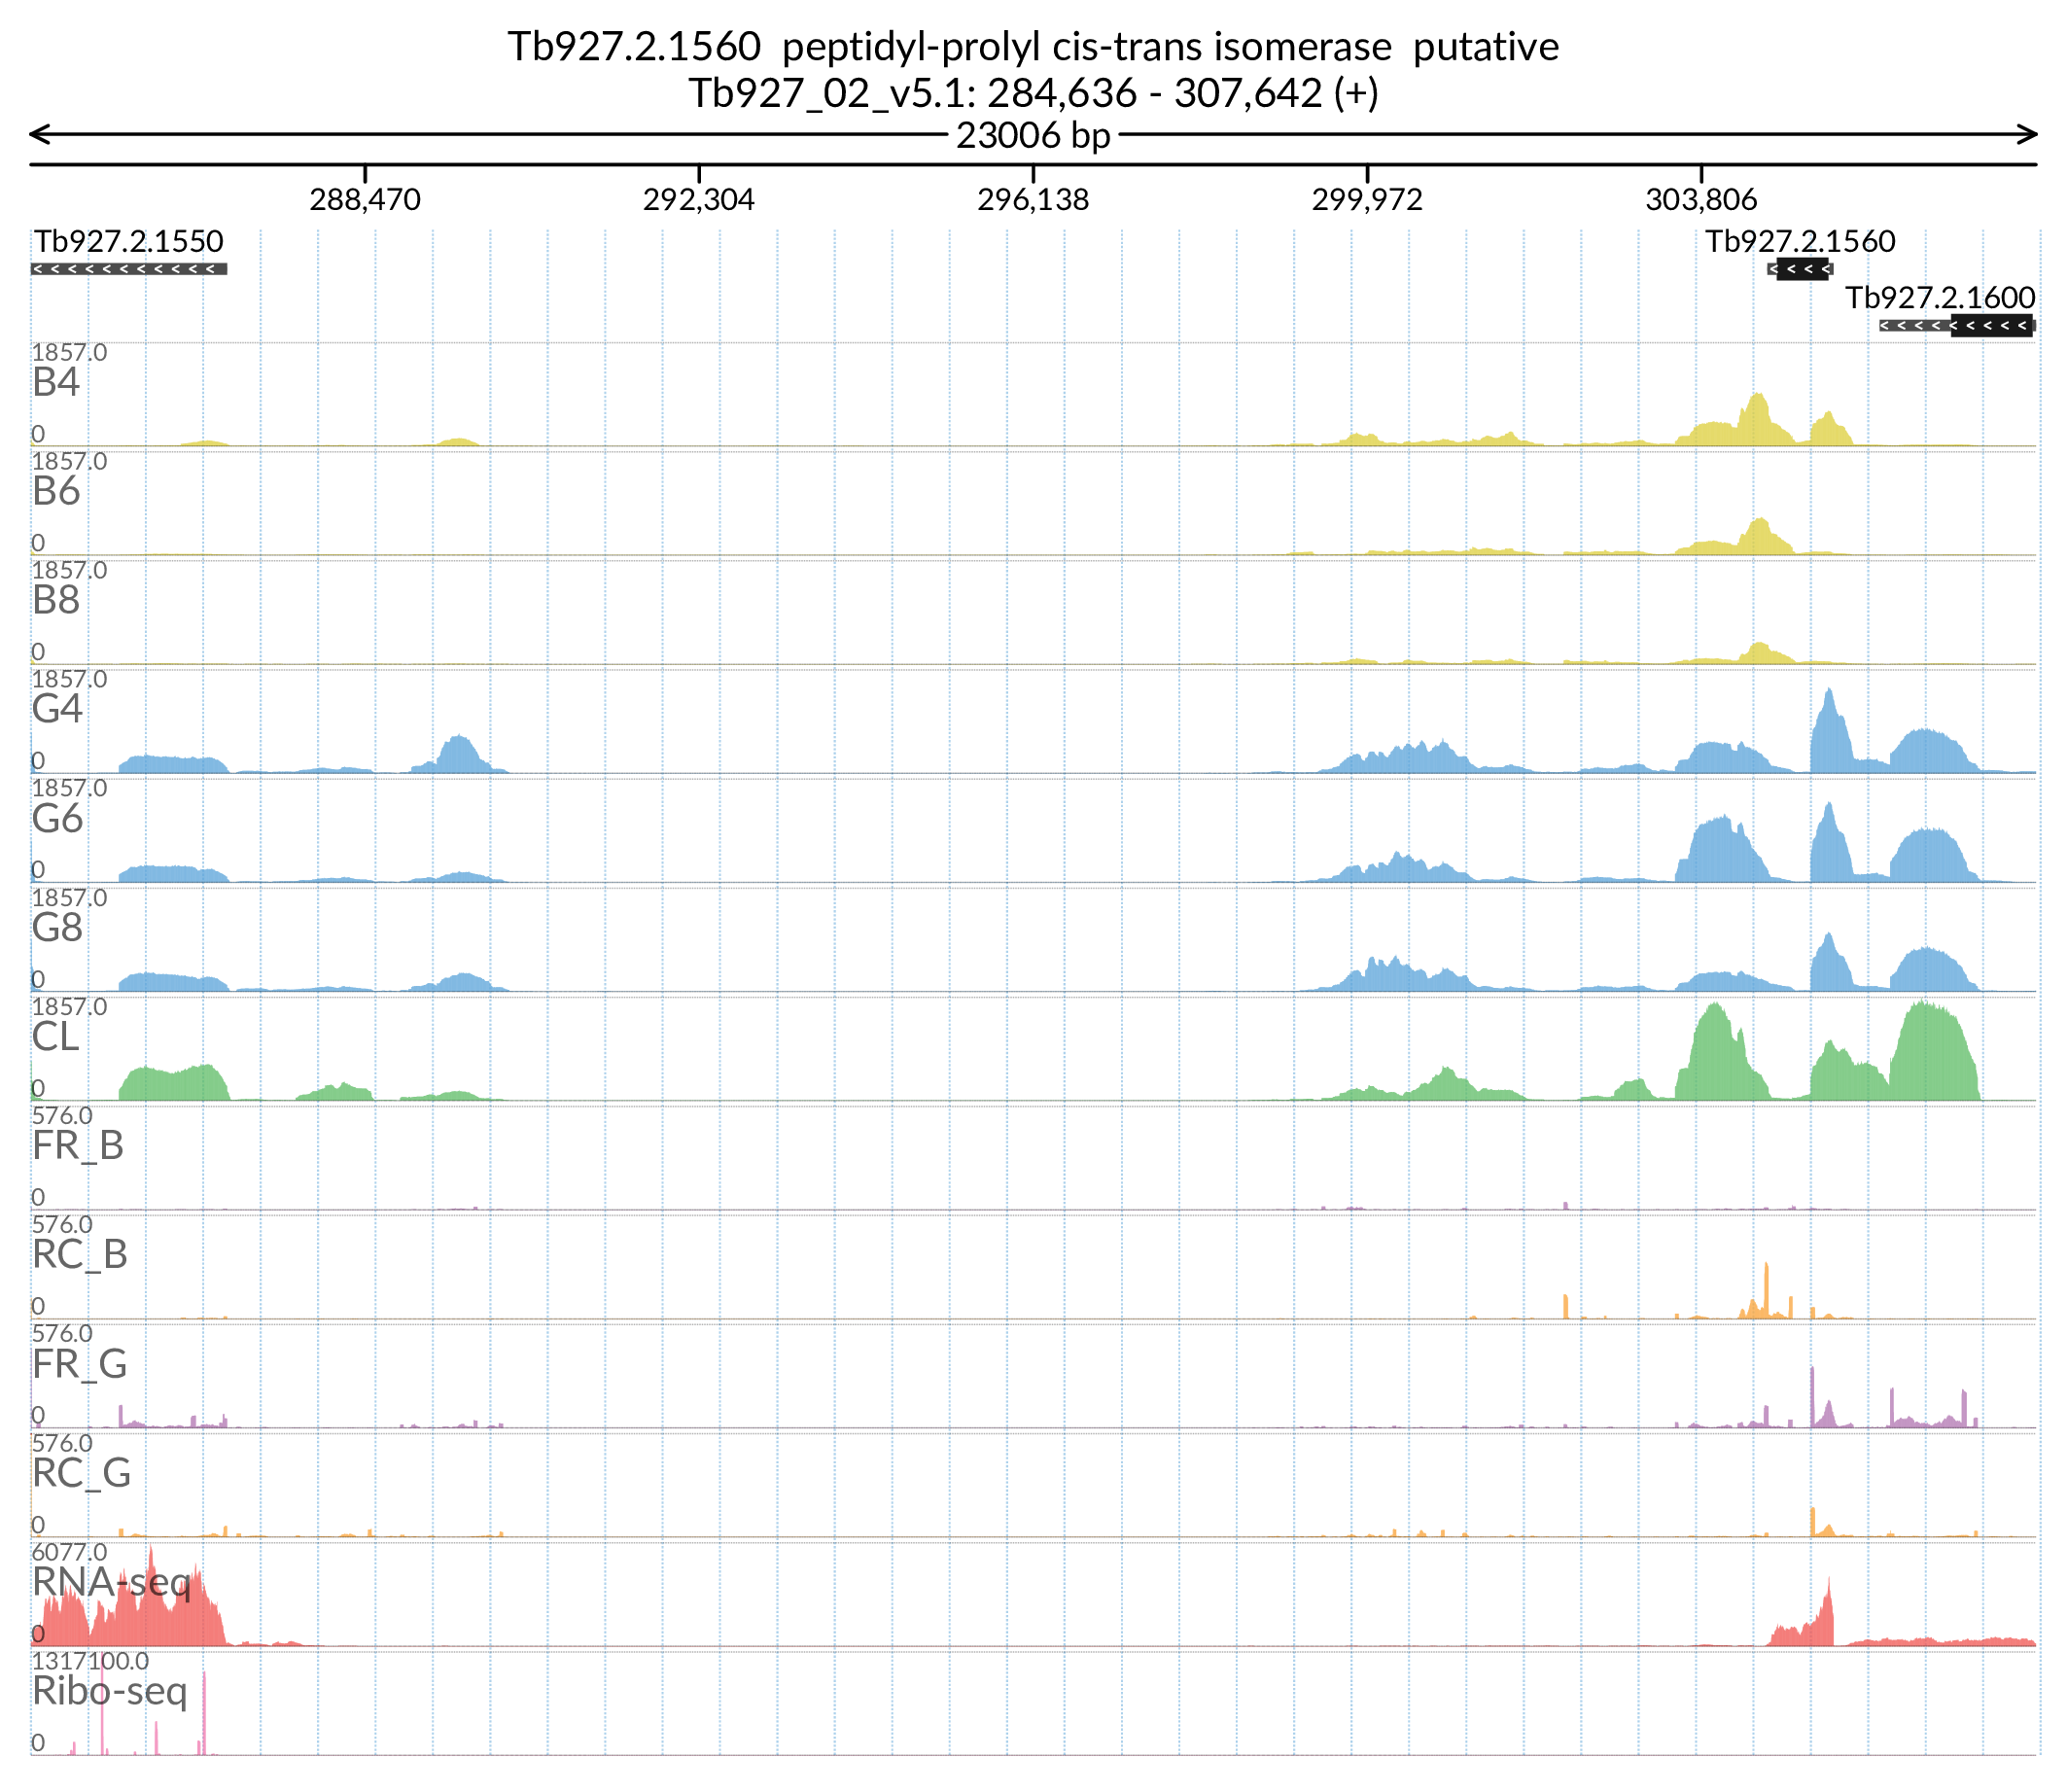 Tb927.2.1560  peptidyl-prolyl cis-trans isomerase  putative
Tb927_02_v5.1: 284,636 - 307,642 (+)
23006 bp
288,470 292,304 296,138 299,972 303,806
Tb927.2.1550 Tb927.2.1560
Tb927.2.1600
1857.0
B4
0
1857.0
B6
0
1857.0
B8
0
1857.0
G4
0
1857.0
G6
0
1857.0
G8
0
1857.0
CL
0
576.0
FR_B
0
576.0
RC_B
0
576.0
FR_G
0
576.0
RC_G
0
6077.0
RNA-seq
0
1317100.0
Ribo-seq
0